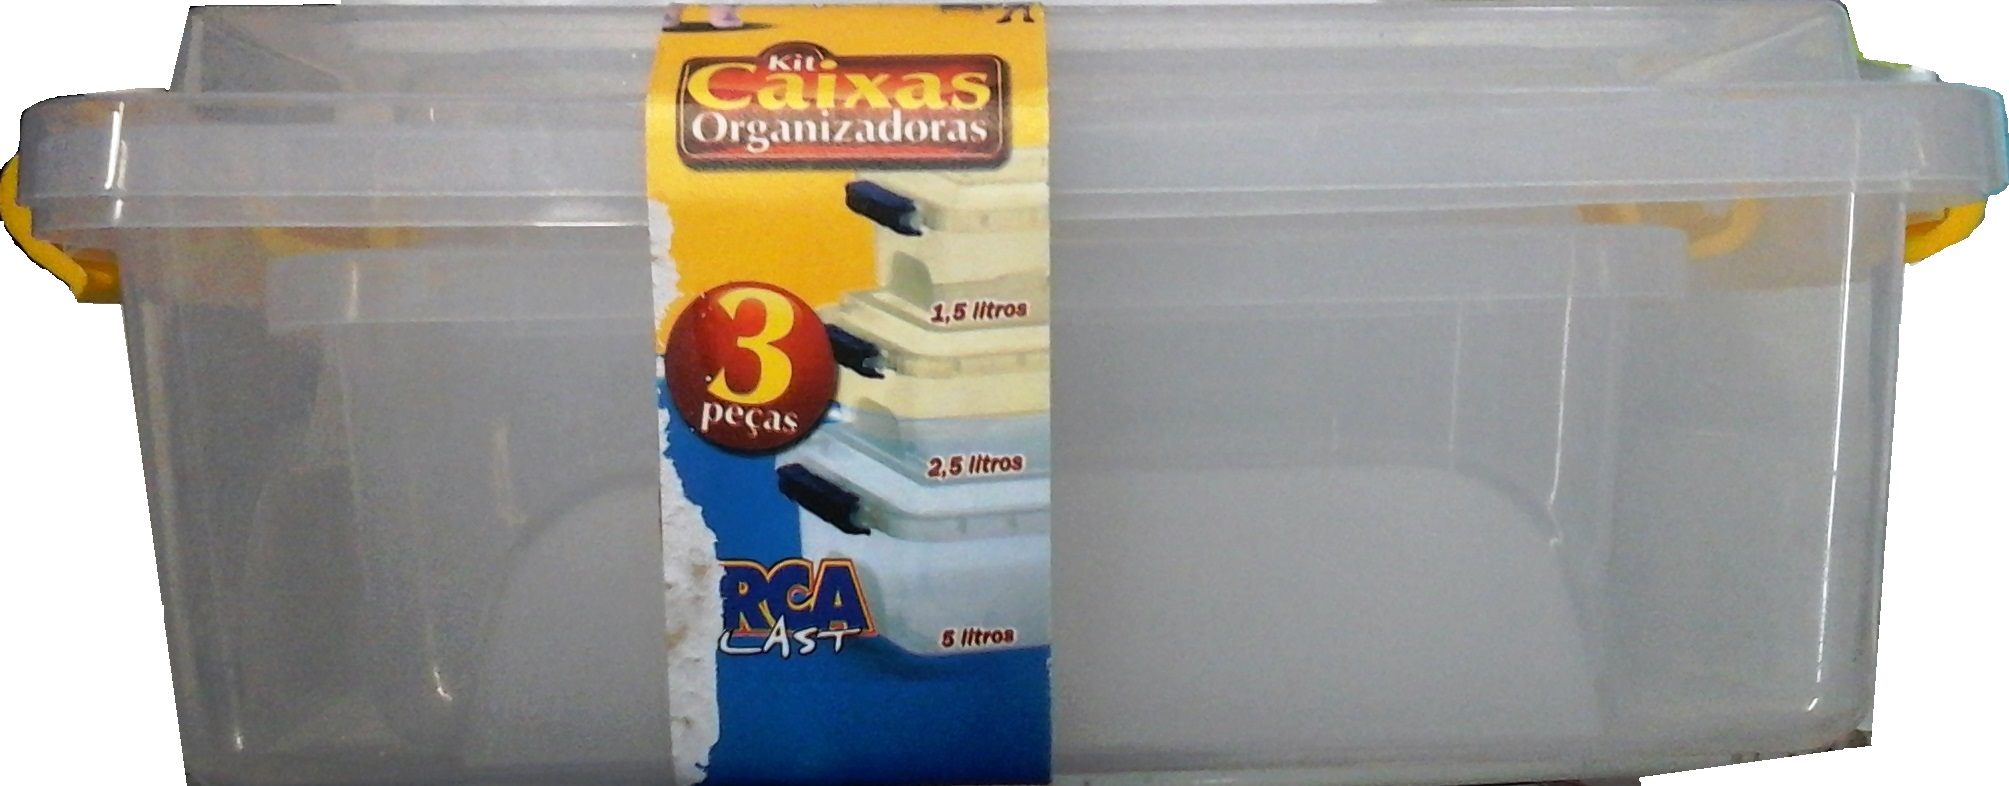 Kit
Caixas
Organizadoras
1,5 litros
3
peças
2,5 litros
RCA
LAST
5 litros